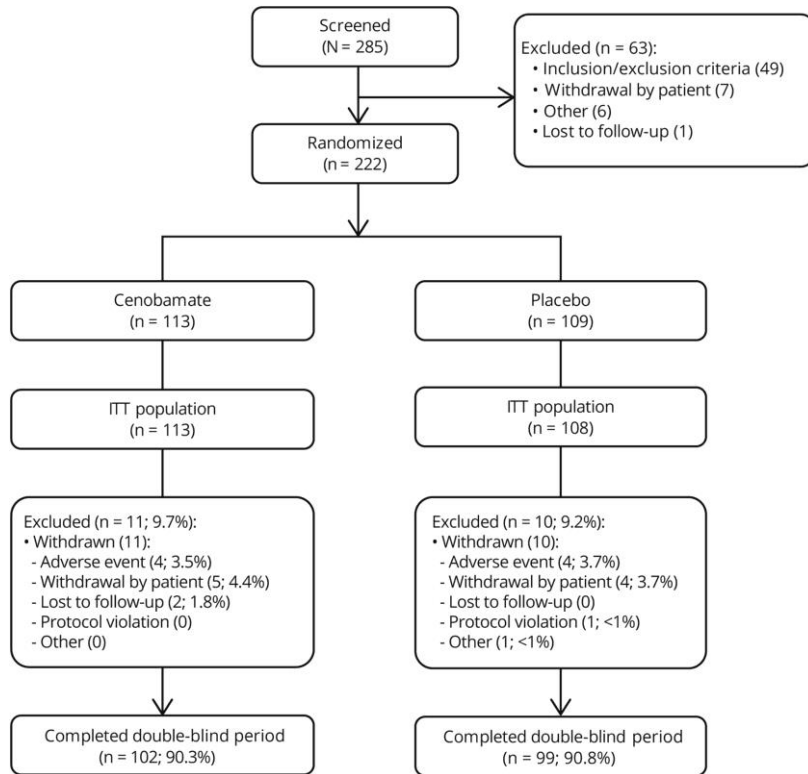 Screened
(N = 285)
Excluded (n = 63):
• Inclusion/exclusion criteria (49)
• Withdrawal by patient (7)
• Other (6)
• Lost to follow-up (1)
Randomized
(n = 222)
Cenobamate
(n = 113)
Placebo
(n = 109)
ITT population
(n = 113)
ITT population
(n = 108)
Excluded (n = 11; 9.7%):
• Withdrawn (11):
- Adverse event (4; 3.5%)
- Withdrawal by patient (5; 4.4%)
- Lost to follow-up (2; 1.8%)
- Protocol violation (0)
- Other (0)
Excluded (n = 10; 9.2%):
• Withdrawn (10):
- Adverse event (4; 3.7%)
- Withdrawal by patient (4; 3.7%)
- Lost to follow-up (0)
- Protocol violation (1; <1%)
- Other (1; <1%)
Completed double-blind period
n = 102; 90.3%)
Completed double-blind period
n = 99; 90.8%)